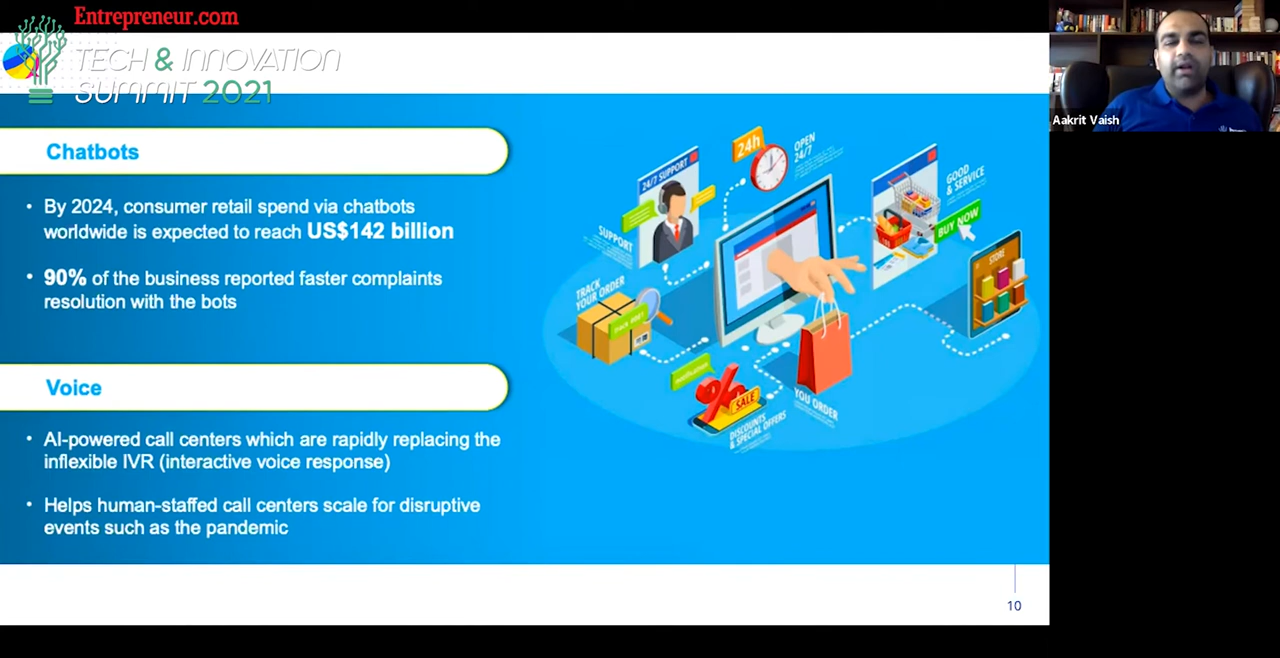 Entrepreneur.com
TECH & INNOVATION
SUMMIT 2021
Aakrit Vaish
Chatbots
• By 2024, consumer retail spend via chatbots
worldwide is expected to reach US$142 billion
• 90% of the business reported faster complaints
resolution with the bots
Voice
• AI-powered call centers which are rapidly replacing the
inflexible IVR (interactive voice response)
• Helps human-staffed call centers scale for disruptive
events such as the pandemic
24/7 SUPPORT
SUPPORT
24h
OPEN
24/7
GOOD
& SERVICE
BUY NOW
STORE
TRACK
YOUR ORDER
SALE
DISCOUNTS
& SPECIAL OFFERS
YOU ORDER
10